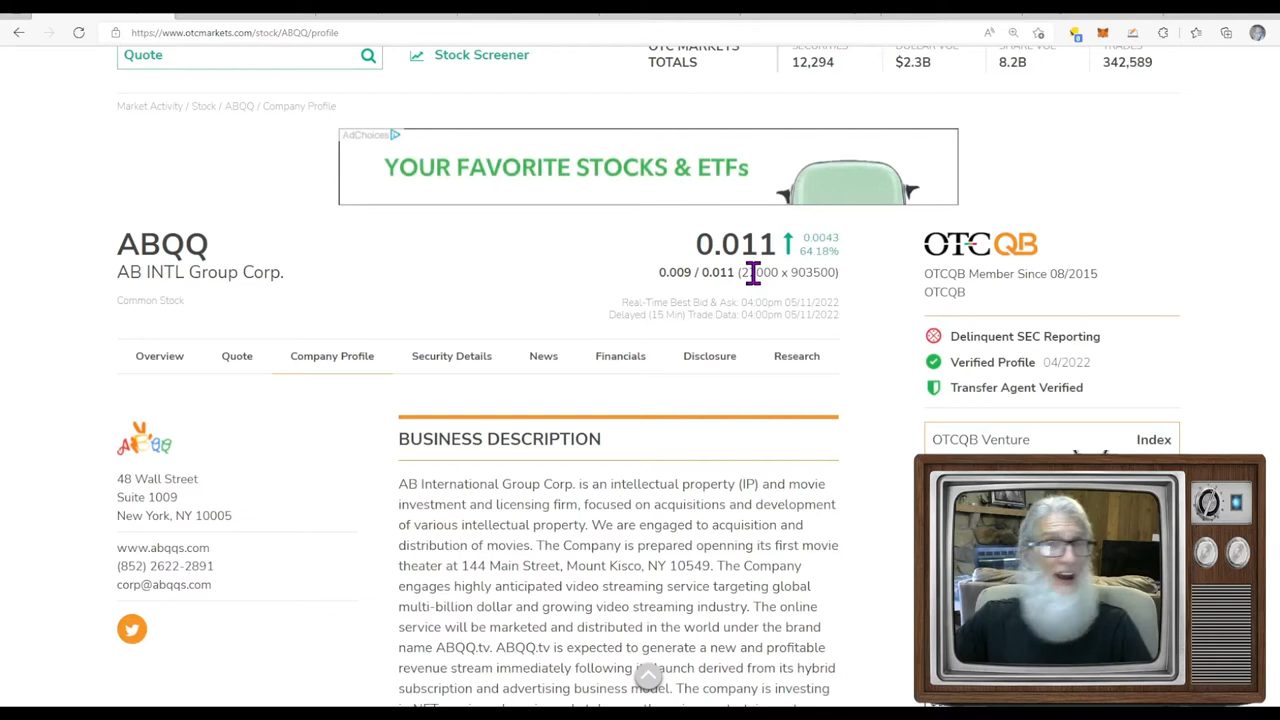 https://www.otcmarkets.com/stock/ABQQ/profile
Quote
Stock Screener
OTC MARKETS
TOTALS
SECURITIES
12,294
DOLLAR VOL
$2.3B
SHARE VOL
8.2B
TRADES
342,589
Market Activity / Stock / ABQQ / Company Profile
AdChoices
YOUR FAVORITE STOCKS & ETFs
ABQQ
AB INTL Group Corp.
Common Stock
0.011
0.0043
64.18%
0.009 / 0.011
x 903500)
Real-Time Best Bid & Ask: 04:00pm 05/11/2022
Delayed (15 Min) Trade Data: 04:00pm 05/11/2022
OTCQB
OTCQB Member Since 08/2015
OTCQB
Delinquent SEC Reporting
Verified Profile 04/2022
Transfer Agent Verified
OTCQB Venture Index
Overview
Quote
Company Profile
Security Details
News
Financials
Disclosure
Research
ABQQ
48 Wall Street
Suite 1009
New York, NY 10005
www.abqqs.com
(852) 2622-2891
corp@abqqs.com
BUSINESS DESCRIPTION
AB International Group Corp. is an intellectual property (IP) and movie
investment and licensing firm, focused on acquisitions and development
of various intellectual property. We are engaged to acquisition and
distribution of movies. The Company is prepared openning its first movie
theater at 144 Main Street, Mount Kisco, NY 10549. The Company
engages highly anticipated video streaming service targeting global
multi-billion dollar and growing video streaming industry. The online
service will be marketed and distributed in the world under the brand
name ABQQ.tv. ABQQ.tv is expected to generate a new and profitable
revenue stream immediately following launch derived from its hybrid
subscription and advertising business model. The company is investing